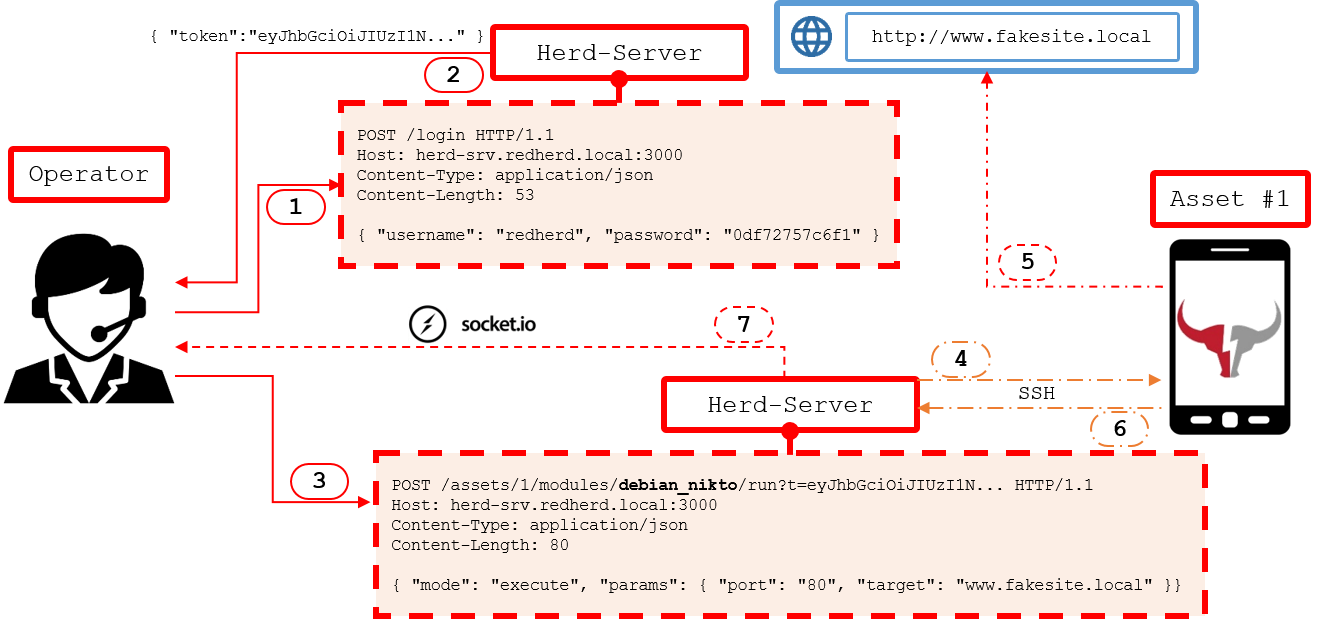 { "token":"eyJhbGciOiJIUzI1N..." }
Herd-Server
http://www.fakesite.local
2
POST /login HTTP/1.1
Host: herd-srv.redherd.local:3000
Content-Type: application/json
Content-Length: 53
{ "username": "redherd", "password": "0df72757c6f1" }
Operator
1
Asset #1
5
socket.io
7
4
Herd-Server
SSH
6
3
POST /assets/1/modules/debian_nikto/run?t=eyJhbGciOiJIUzI1N... HTTP/1.1
Host: herd-srv.redherd.local:3000
Content-Type: application/json
Content-Length: 80
{ "mode": "execute", "params": { "port": "80", "target": "www.fakesite.local" }}